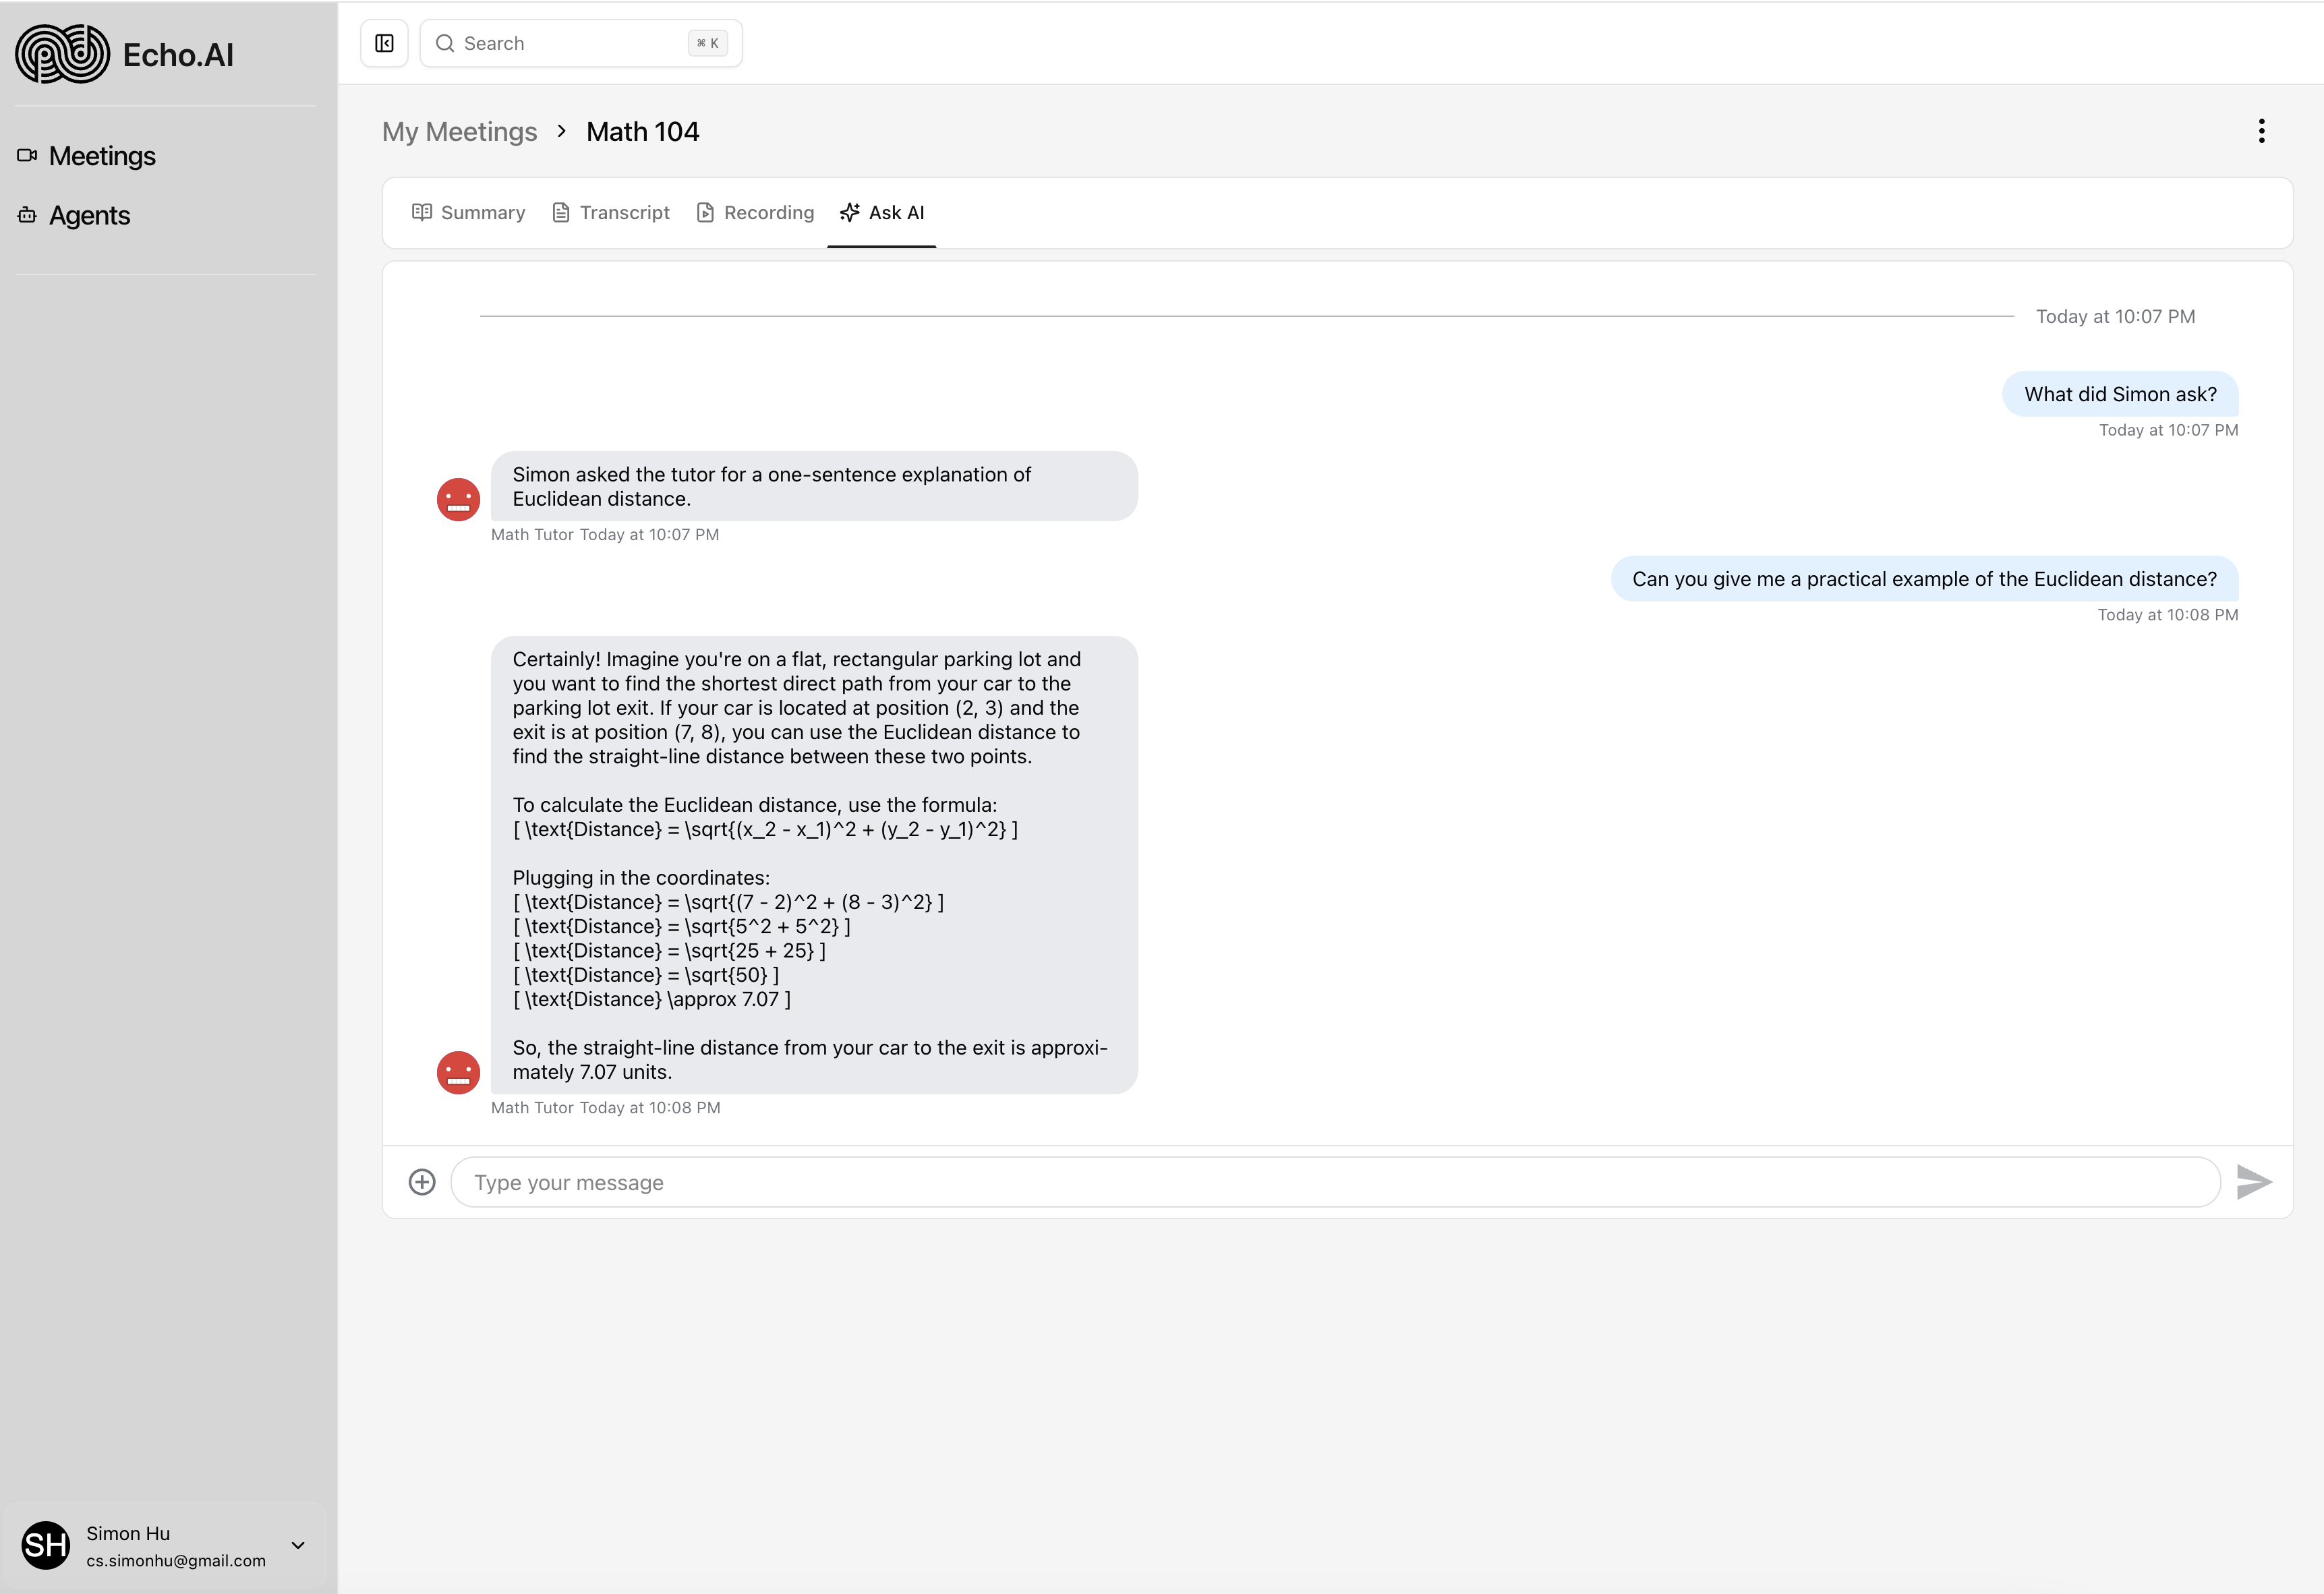 Echo.AI
Search
⌘ K
Meetings
Agents
My Meetings > Math 104
Summary
Transcript
Recording
Ask AI
Today at 10:07 PM
What did Simon ask?
Today at 10:07 PM
Simon asked the tutor for a one-sentence explanation of
Euclidean distance.
Math Tutor Today at 10:07 PM
Can you give me a practical example of the Euclidean distance?
Today at 10:08 PM
Certainly! Imagine you're on a flat, rectangular parking lot and
you want to find the shortest direct path from your car to the
parking lot exit. If your car is located at position (2, 3) and the
exit is at position (7, 8), you can use the Euclidean distance to
find the straight-line distance between these two points.
To calculate the Euclidean distance, use the formula:
[ \text{Distance} = \sqrt{(x_2 - x_1)^2 + (y_2 - y_1)^2} ]
Plugging in the coordinates:
[ \text{Distance} = \sqrt{(7 - 2)^2 + (8 - 3)^2} ]
[ \text{Distance} = \sqrt{5^2 + 5^2} ]
[ \text{Distance} = \sqrt{25 + 25} ]
[ \text{Distance} = \sqrt{50} ]
[ \text{Distance} \approx 7.07 ]
So, the straight-line distance from your car to the exit is approxi-
mately 7.07 units.
Math Tutor Today at 10:08 PM
Type your message
SH
Simon Hu
cs.simonhu@gmail.com